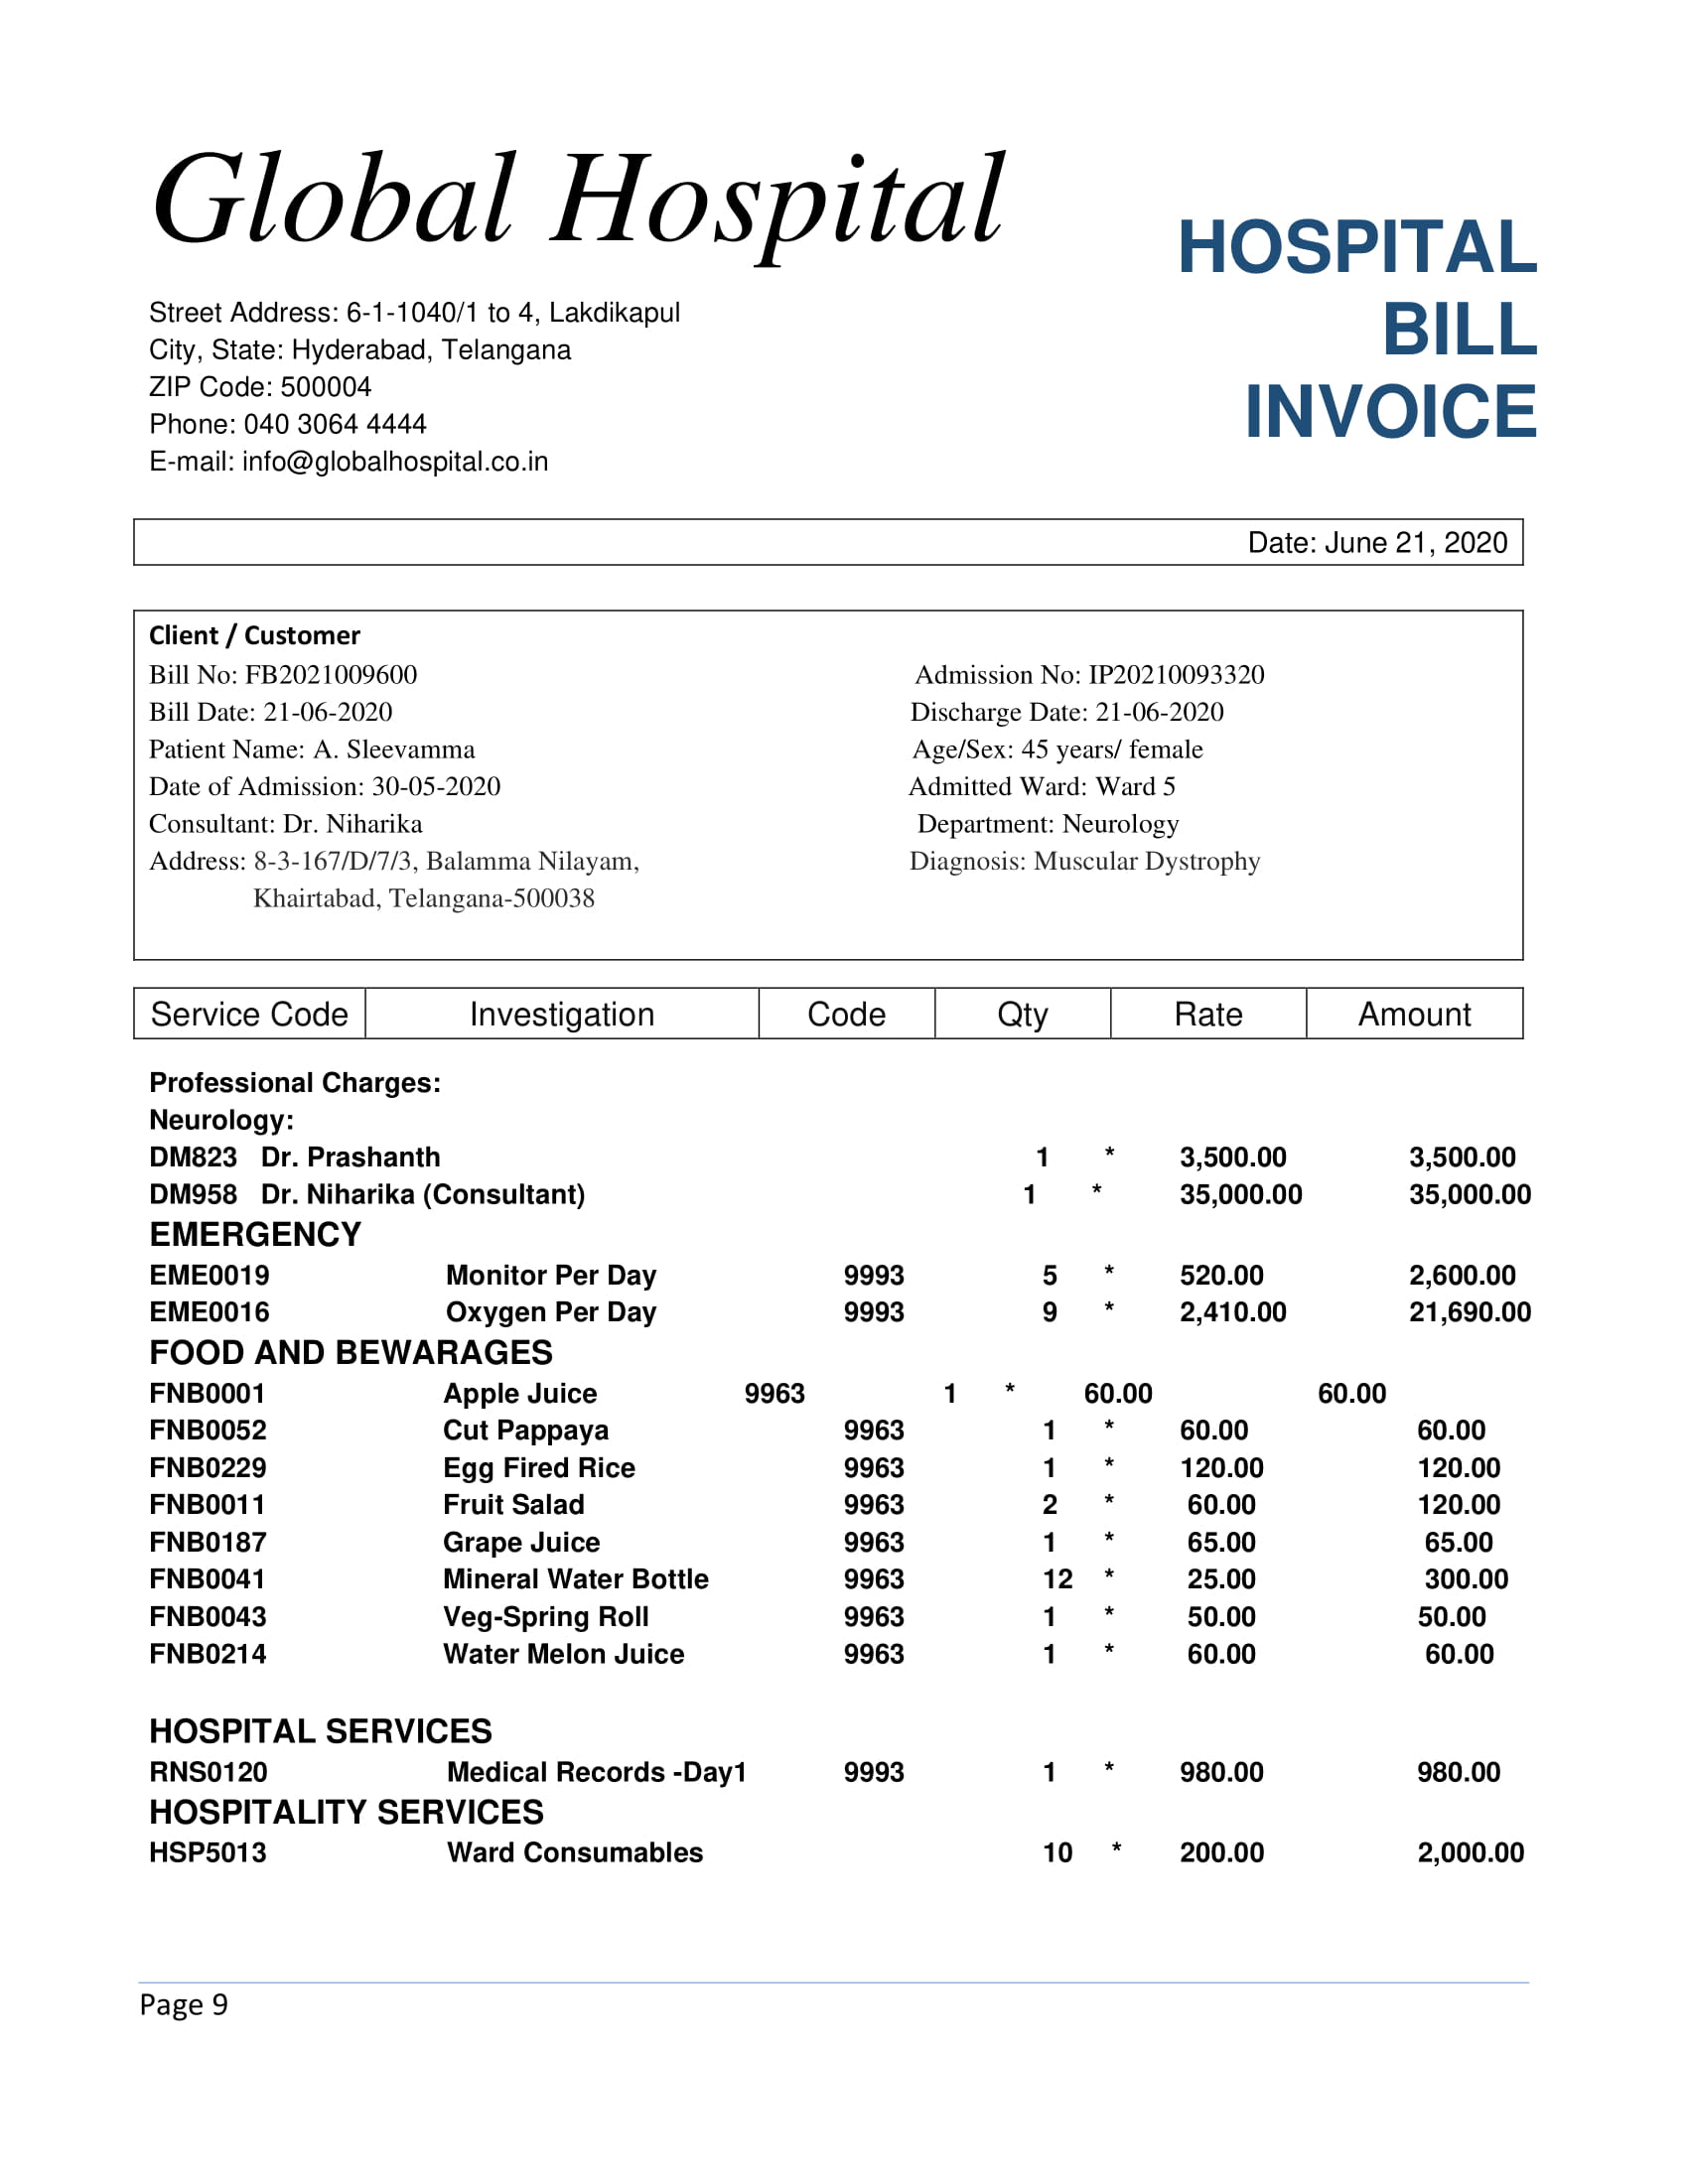 Global Hospital
HOSPITAL
BILL
INVOICE
Street Address: 6-1-1040/1 to 4, Lakdikapul
City, State: Hyderabad, Telangana
ZIP Code: 500004
Phone: 040 3064 4444
E-mail: info@globalhospital.co.in
Date: June 21, 2020
Client / Customer
Bill No: FB2021009600 Admission No: IP20210093320
Bill Date: 21-06-2020 Discharge Date: 21-06-2020
Patient Name: A. Sleevamma Age/Sex: 45 years/ female
Date of Admission: 30-05-2020 Admitted Ward: Ward 5
Consultant: Dr. Niharika Department: Neurology
Address: 8-3-167/D/7/3, Balamma Nilayam, Diagnosis: Muscular Dystrophy
Khairtabad, Telangana-500038
Service Code Investigation Code Qty Rate Amount
Professional Charges:
Neurology:
DM823 Dr. Prashanth 1 * 3,500.00 3,500.00
DM958 Dr. Niharika (Consultant) 1 * 35,000.00 35,000.00
EMERGENCY
EME0019 Monitor Per Day 9993 5 * 520.00 2,600.00
EME0016 Oxygen Per Day 9993 9 * 2,410.00 21,690.00
FOOD AND BEWARAGES
FNB0001 Apple Juice 9963 1 * 60.00 60.00
FNB0052 Cut Pappaya 9963 1 * 60.00 60.00
FNB0229 Egg Fired Rice 9963 1 * 120.00 120.00
FNB0011 Fruit Salad 9963 2 * 60.00 120.00
FNB0187 Grape Juice 9963 1 * 65.00 65.00
FNB0041 Mineral Water Bottle 9963 12 * 25.00 300.00
FNB0043 Veg-Spring Roll 9963 1 * 50.00 50.00
FNB0214 Water Melon Juice 9963 1 * 60.00 60.00
HOSPITAL SERVICES
RNS0120 Medical Records -Day1 9993 1 * 980.00 980.00
HOSPITALITY SERVICES
HSP5013 Ward Consumables 10 * 200.00 2,000.00
Page 9